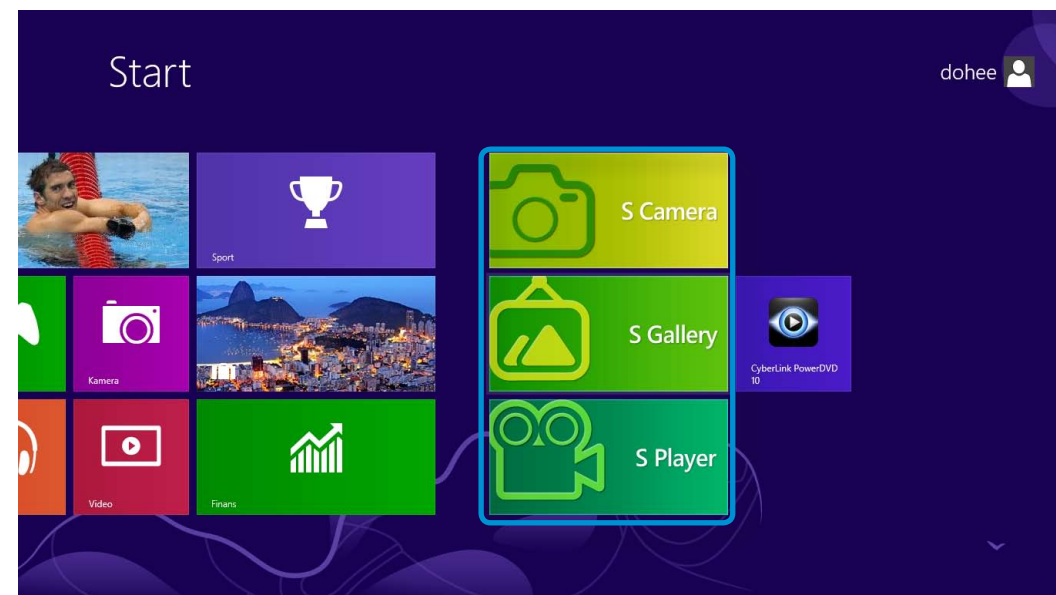 Start
dohee
Sport
Kamera
Video
Finans
S Camera
S Gallery
S Player
CyberLink PowerDVD
10